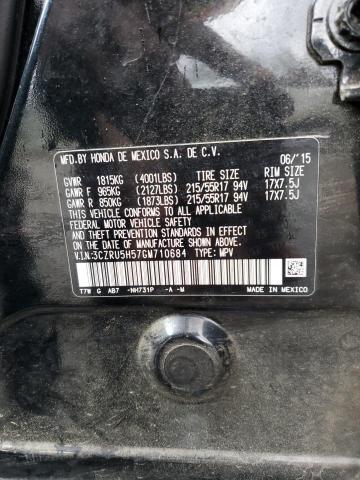 MFD.BY HONDA DE MEXICO S.A. DE C.V. 06/'15
GVWR 1815KG (4001LBS) TIRE SIZE RIM SIZE
GAWR F 965KG (2127LBS) 215/55R17 94V 17X7.5J
GAWR R 850KG (1873LBS) 215/55R17 94V 17X7.5J
THIS VEHICLE CONFORMS TO ALL APPLICABLE
FEDERAL MOTOR VEHICLE SAFETY AND THEFT
PREVENTION STANDARDS IN EFFECT ON THE DATE
OF MANUFACTURE SHOWN ABOVE.
V.I.N:3CZRU5H57GM710684 TYPE: MPV
T7W G AB7 -NH731P -A -M MADE IN MEXICO